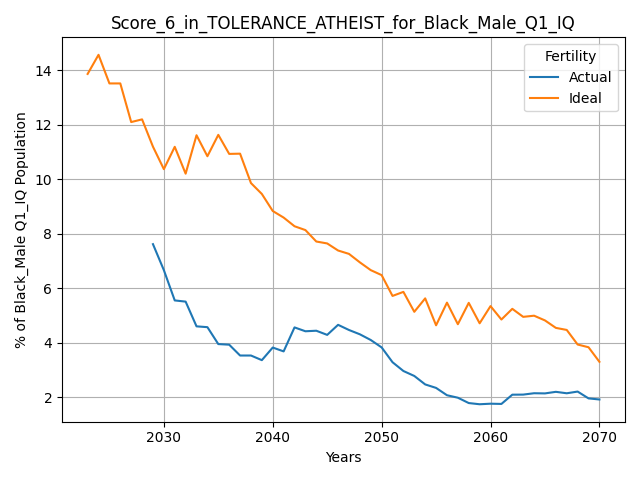 Score_6_in_TOLERANCE_ATHEIST_for_Black_Male_Q1_IQ
Fertility
Actual
Ideal
14
12
10
8
6
4
2
% of Black_Male Q1_IQ Population
2030
2040
2050
2060
2070
Years